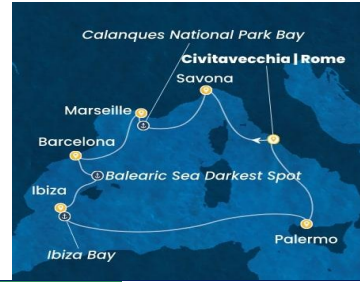 Calanques National Park Bay
Civitavecchia | Rome
Savona
Marseille
Barcelona
Balearic Sea Darkest Spot
Ibiza
Palermo
Ibiza Bay